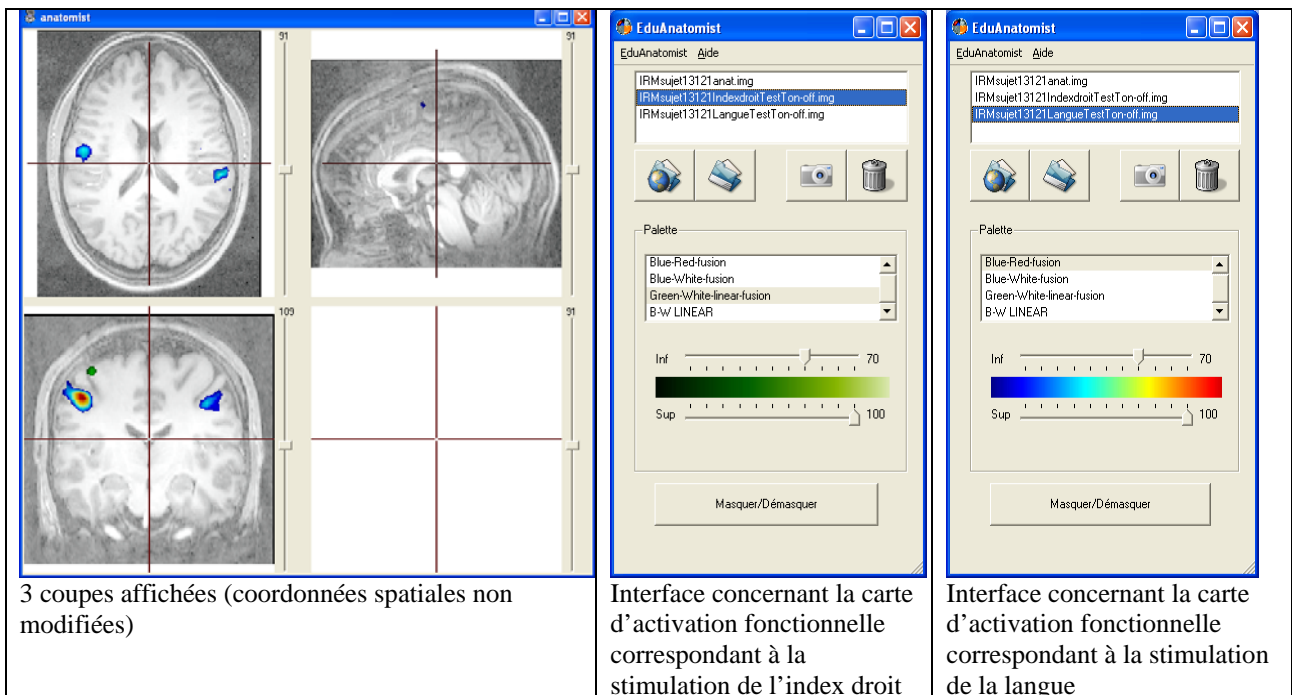 anatomist
91
91
109
91
3 coupes affichées (coordonnées spatiales non
modifiées)
EduAnatomist
EduAnatomist Aide
IRMsujet13121anat.img
IRMsujet13121IndexdroitTestTon-off.img
IRMsujet13121LangueTestTon-off.img
Palette
Blue-Red-fusion
Blue-White-fusion
Green-White-linear-fusion
B-W LINEAR
Inf 70
Sup 100
Masquer/Démasquer
Interface concernant la carte
d’activation fonctionnelle
correspondant à la
stimulation de l’index droit
EduAnatomist
EduAnatomist Aide
IRMsujet13121anat.img
IRMsujet13121IndexdroitTestTon-off.img
IRMsujet13121LangueTestTon-off.img
Palette
Blue-Red-fusion
Blue-White-fusion
Green-White-linear-fusion
B-W LINEAR
Inf 70
Sup 100
Masquer/Démasquer
Interface concernant la carte
d’activation fonctionnelle
correspondant à la stimulation
de la langue